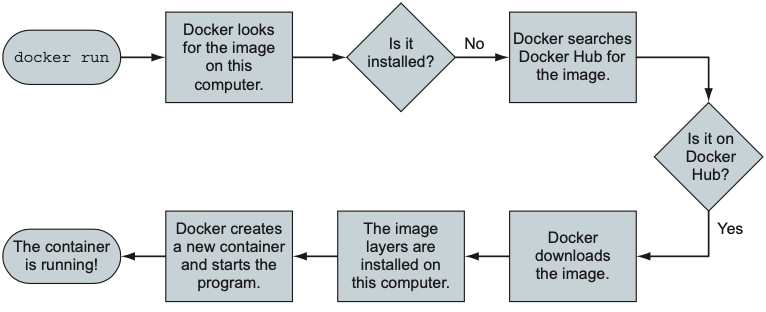 docker run
Docker looks
for the image
on this
computer.
Is it
installed?
No
Docker searches
Docker Hub for
the image.
Is it on
Docker
Hub?
Yes
Docker
downloads
the image.
The image
layers are
installed on
this computer.
Docker creates
a new container
and starts the
program.
The container
is running!